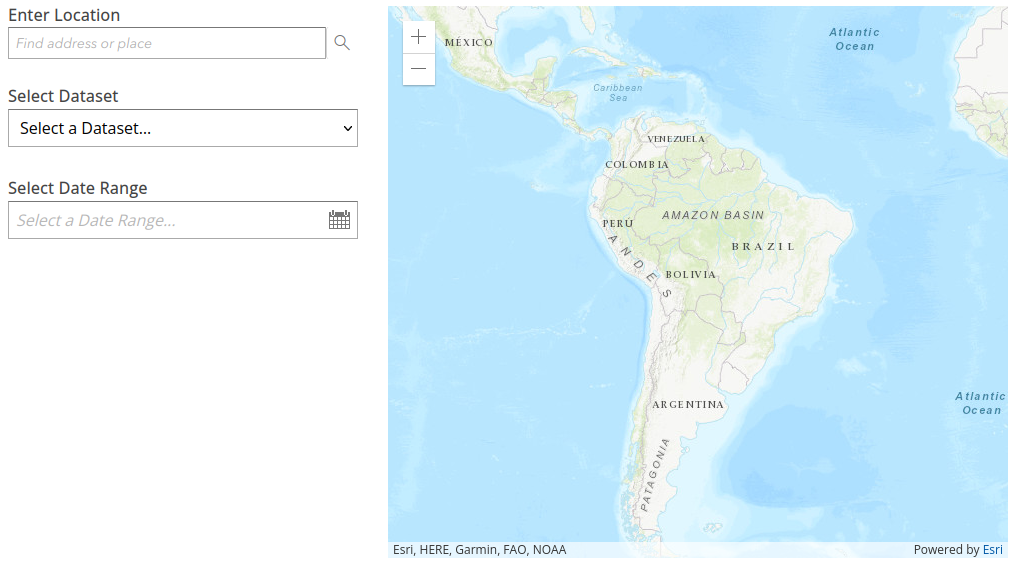 Enter Location
Find address or place
Select Dataset
Select a Dataset...
Select Date Range
Select a Date Range...
MÉXICO
Atlantic
Ocean
Caribbean
Sea
VENEZUELA
COLOMBIA
AMAZON BASIN
PERÚ
BRAZIL
ANDES
BOLIVIA
ARGENTINA
Atlantic
Ocean
PATAGONIA
Esri, HERE, Garmin, FAO, NOAA
Powered by Esri